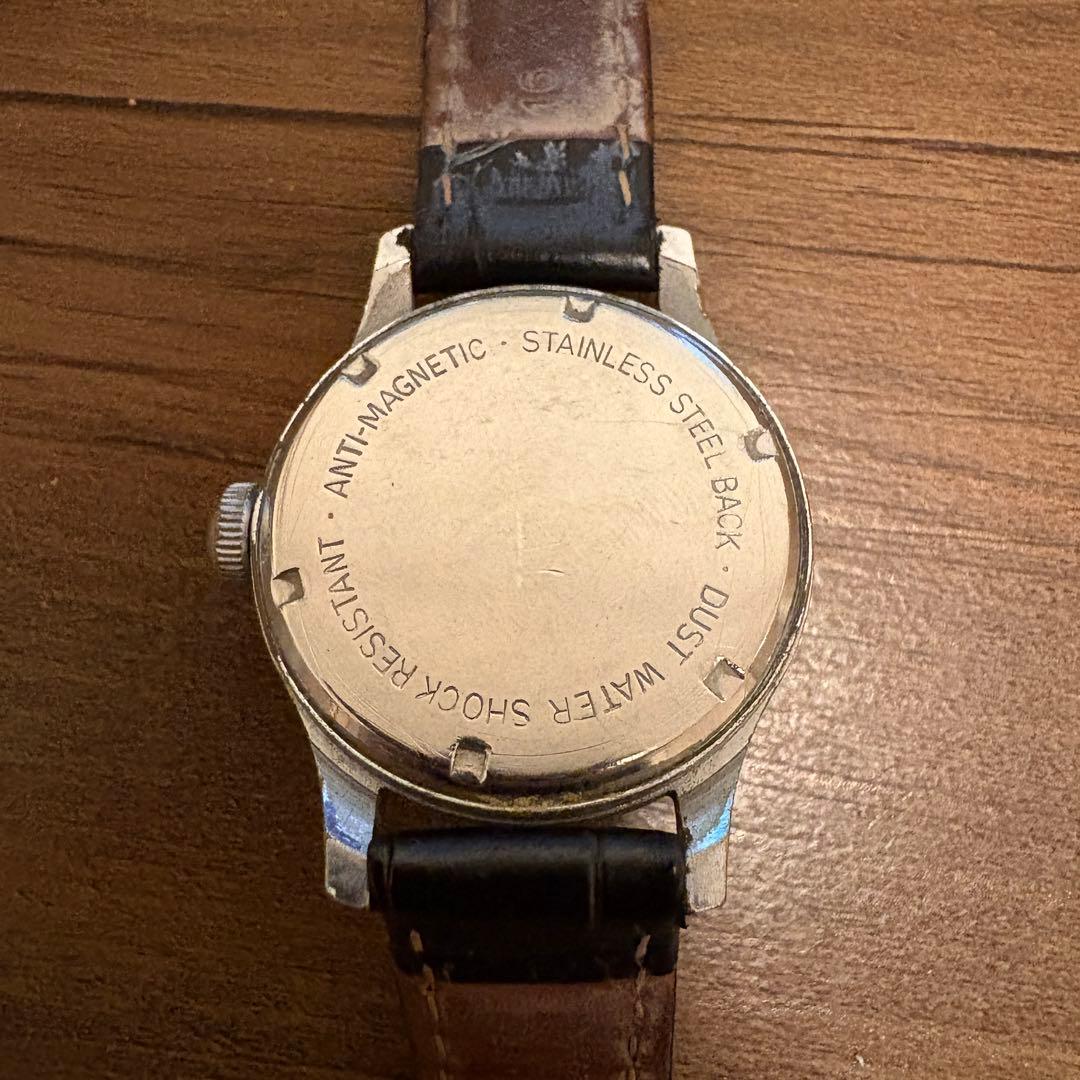 STAINLESS STEEL BACK · DUST WATER SHOCK RESISTANT · ANTI-MAGNETIC ·